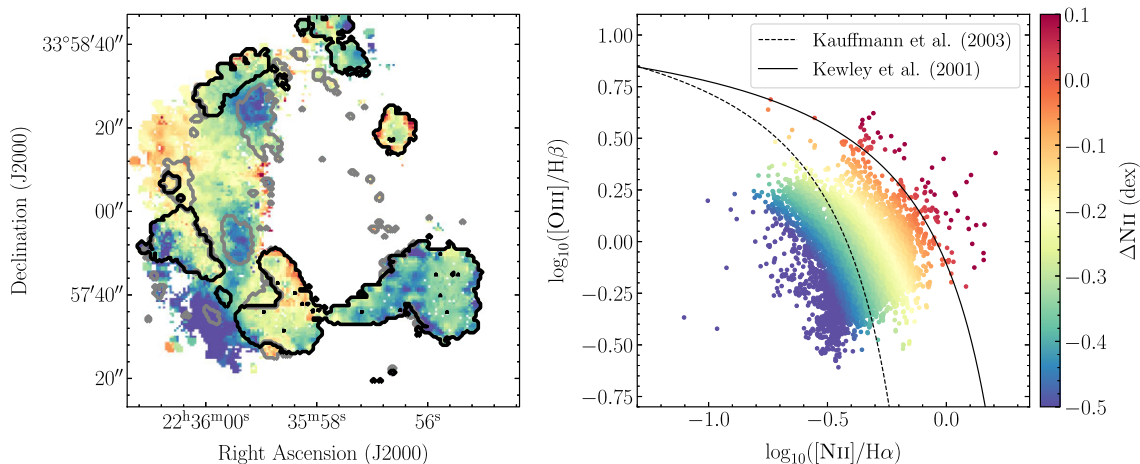 33°58′40″
20″
00″
57′40″
20″
Declination (J2000)
22ʰ36ᵐ00ˢ
35ᵐ58ˢ
56ˢ
Right Ascension (J2000)
1.00
0.75
0.50
0.25
0.00
−0.25
−0.50
−0.75
log₁₀([OIII]/Hβ)
Kauffmann et al. (2003)
Kewley et al. (2001)
−1.0
−0.5
0.0
log₁₀([NII]/Hα)
0.1
0.0
−0.1
−0.2
−0.3
−0.4
−0.5
ΔNII (dex)